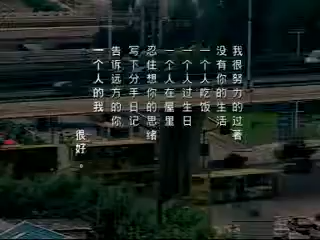 我很努力的过著
没有你的生活
一个人吃饭
一个人过生日
一个人在屋里
忍住想你的思绪
写下分手日记
告诉远方的你
一个人的我
很好。